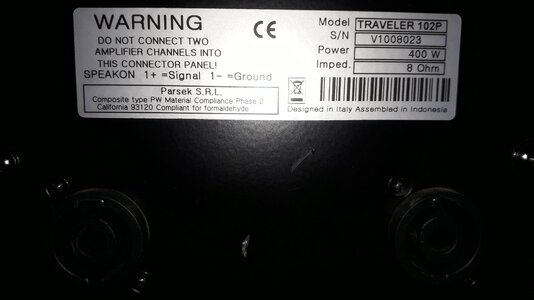 WARNING
DO NOT CONNECT TWO
AMPLIFIER CHANNELS INTO
THIS CONNECTOR PANEL!
SPEAKON 1+ =Signal 1- =Ground
Parsek S.R.L.
Composite type PW Material Compliance Phase 2
California 93120 Compliant for formaldehyde
CE
Model TRAVELER 102P
S/N V1008023
Power 400 W
Imped. 8 Ohm
Designed in Italy Assembled in Indonesia